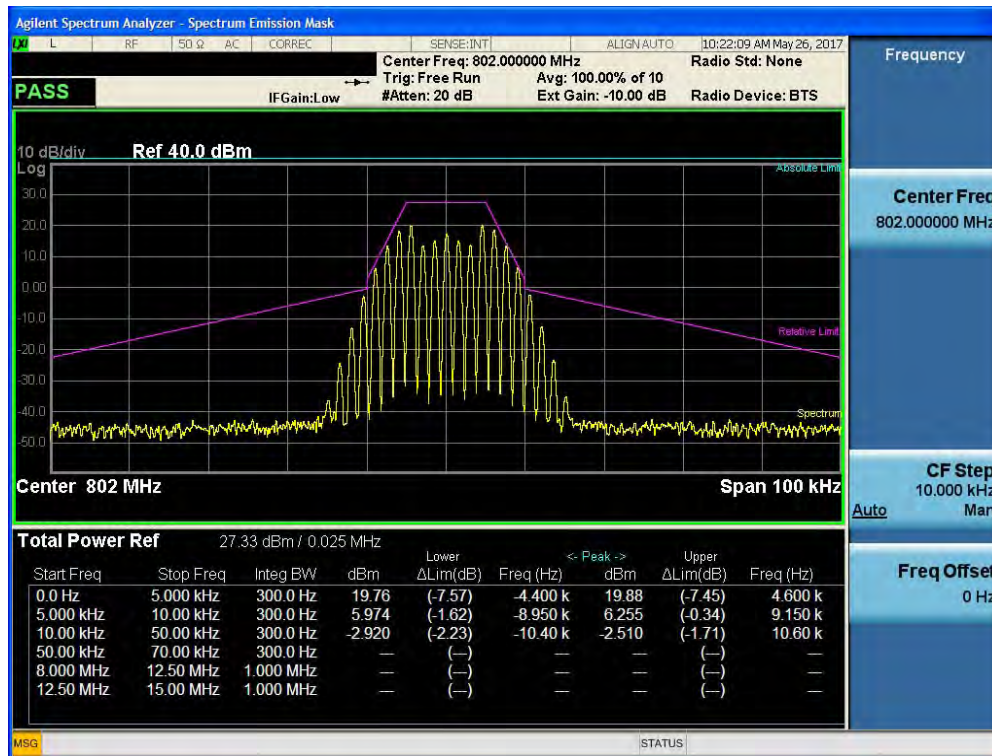 Agilent Spectrum Analyzer - Spectrum Emission Mask
LXI L RF 50 Ω AC CORREC SENSE:INT ALIGN AUTO 10:22:09 AM May 26, 2017
Center Freq: 802.000000 MHz Radio Std: None
Trig: Free Run Avg: 100.00% of 10
PASS IFGain:Low #Atten: 20 dB Ext Gain: -10.00 dB Radio Device: BTS
10 dB/div Ref 40.0 dBm
Log
Absolute Limit
30.0
20.0
10.0
0.00
-10.0
Relative Limit
-20.0
-30.0
-40.0
Spectrum
-50.0
Center 802 MHz Span 100 kHz
Total Power Ref 27.33 dBm / 0.025 MHz
Lower <- Peak -> Upper
Start Freq Stop Freq Integ BW dBm ΔLim(dB) Freq (Hz) dBm ΔLim(dB) Freq (Hz)
0.0 Hz 5.000 kHz 300.0 Hz 19.76 (-7.57) -4.400 k 19.88 (-7.45) 4.600 k
5.000 kHz 10.00 kHz 300.0 Hz 5.974 (-1.62) -8.950 k 6.255 (-0.34) 9.150 k
10.00 kHz 50.00 kHz 300.0 Hz -2.920 (-2.23) -10.40 k -2.510 (-1.71) 10.60 k
50.00 kHz 70.00 kHz 300.0 Hz --- (---) --- --- (---) ---
8.000 MHz 12.50 MHz 1.000 MHz --- (---) --- --- (---) ---
12.50 MHz 15.00 MHz 1.000 MHz --- (---) --- --- (---) ---
MSG STATUS
Frequency
Center Freq
802.000000 MHz
CF Step
10.000 kHz
Auto Man
Freq Offset
0 Hz